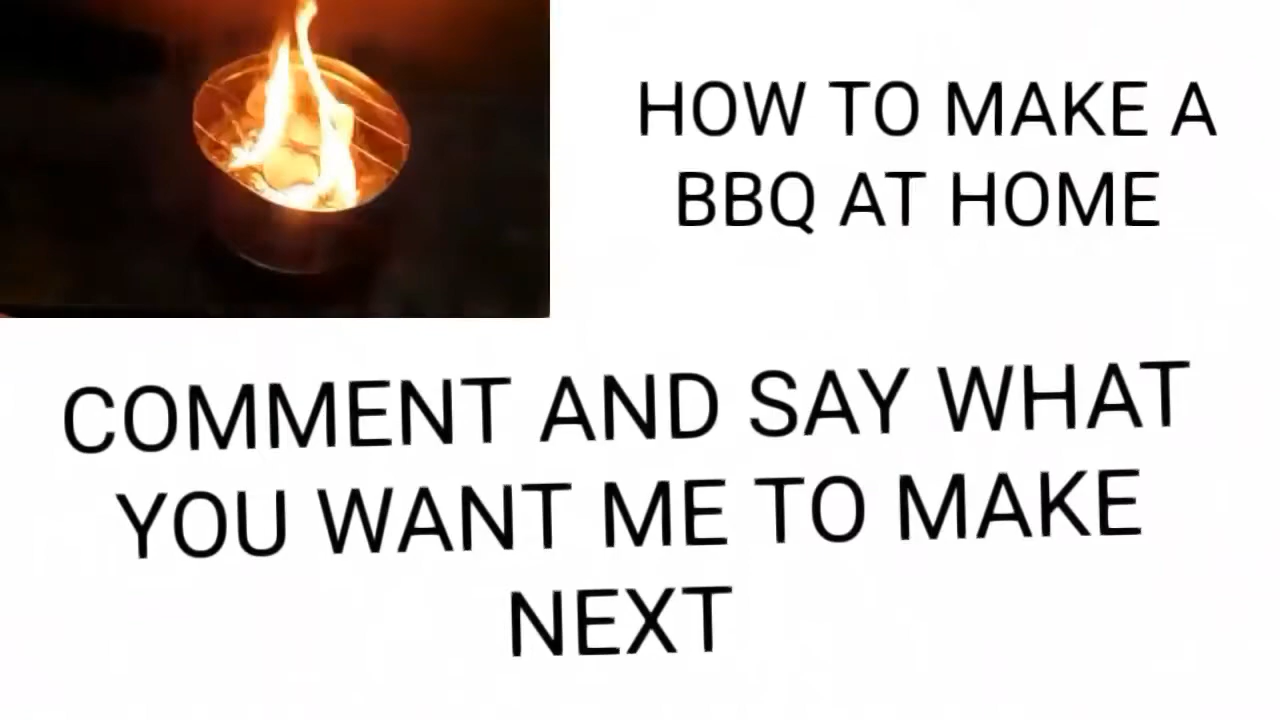 HOW TO MAKE A
BBQ AT HOME
COMMENT AND SAY WHAT
YOU WANT ME TO MAKE
NEXT